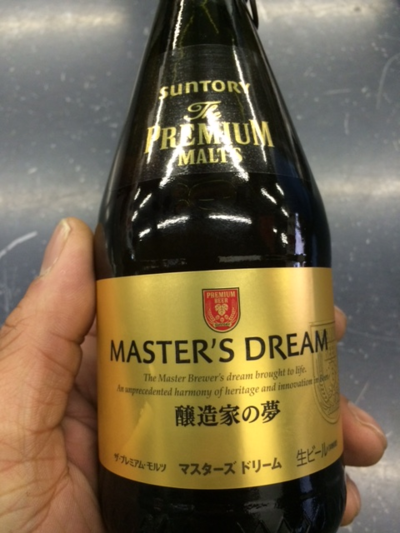 SUNTORY
The
PREMIUM
MALTS
PREMIUM
BEER
MASTER'S DREAM
The Master Brewer's dream brought to life.
An unprecedented harmony of heritage and innovation
醸造家の夢
ザ・プレミアム・モルツ マスターズドリーム 生ビール